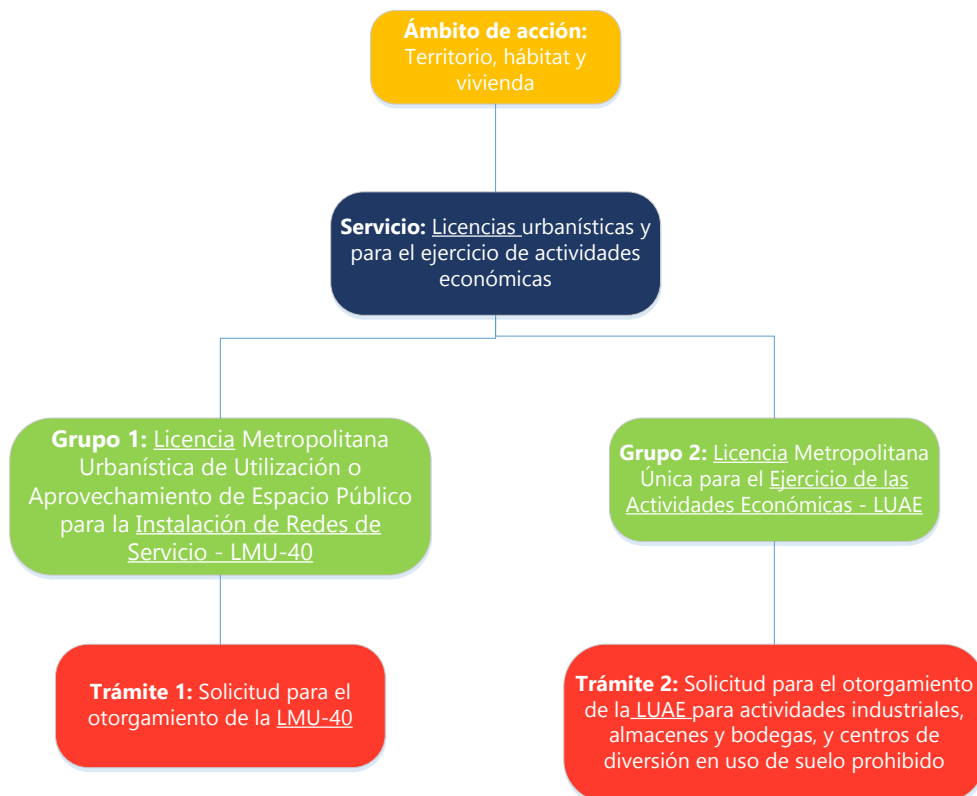 Ámbito de acción:
Territorio, hábitat y
vivienda
Servicio: Licencias urbanísticas y
para el ejercicio de actividades
económicas
Grupo 1: Licencia Metropolitana
Urbanística de Utilización o
Aprovechamiento de Espacio Público
para la Instalación de Redes de
Servicio - LMU-40
Grupo 2: Licencia Metropolitana
Única para el Ejercicio de las
Actividades Económicas - LUAE
Trámite 1: Solicitud para el
otorgamiento de la LMU-40
Trámite 2: Solicitud para el otorgamiento
de la LUAE para actividades industriales,
almacenes y bodegas, y centros de
diversión en uso de suelo prohibido